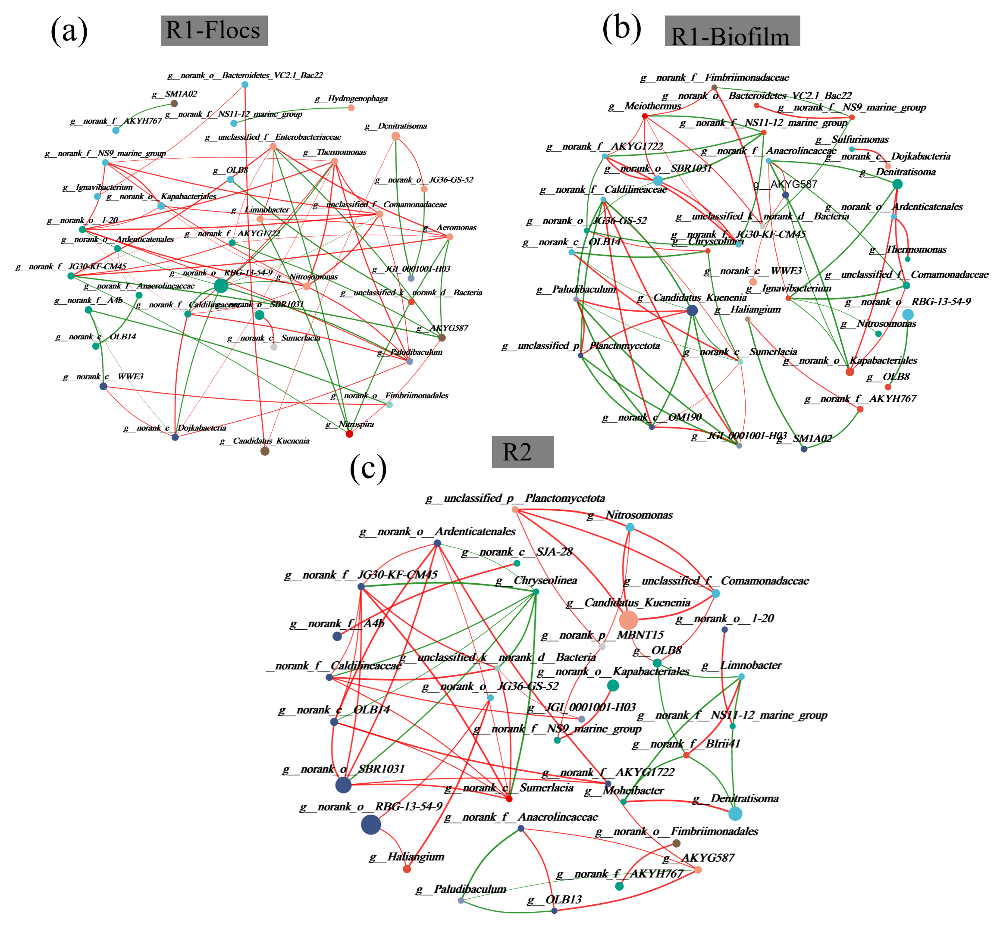 (a)
R1-Flocs
g__norank_o__Bacteroidetes_VC2.1_Bac22
g__SM1A02
g__Hydrogenophaga
g__norank_f__NS11-12_marine_group
g__norank_f__AKYH767
g__Denitratisoma
g__unclassified_f__Enterobacteriaceae
g__norank_f__NS9_marine_group
g__Thermomonas
g__OLB8
g__norank_o__JG36-GS-52
g__Ignavibacterium
g__norank_o__Kapabacteriales
g__Limnobacter
g__unclassified_f__Comamonadaceae
g__norank_o__1-20
g__Aeromonas
g__norank_o__Ardenticatenales
g__norank_f__AKYG1722
g__norank_f__JG30-KF-CM45
g__JGI_0001001-H03
g__norank_o__RBG-13-54-9
g__Nitrosomonas
g__norank_f__Anaerolineaceae
g__unclassified_k__norank_d__Bacteria
g__norank_f__A4b
g__norank_f__Caldilineaceae
g__norank_o__SBR1031
g__AKYG587
g__norank_c__OLB14
g__norank_c__Sumerlaeia
g__Paludibaculum
g__norank_c__WWE3
g__norank_o__Fimbriimonadales
g__norank_c__Dojkabacteria
g__Nitrospira
g__Candidatus_Kuenenia
(b)
R1-Biofilm
g__norank_f__Fimbriimonadaceae
g__norank_o__Bacteroidetes_VC2.1_Bac22
g__Meiothermus
g__norank_f__NS9_marine_group
g__norank_f__NS11-12_marine_group
g__Sulfurimonas
g__norank_f__AKYG1722
g__norank_f__Anaerolineaceae
g__norank_c__Dojkabacteria
g__norank_o__SBR1031
g__Denitratisoma
g__AKYG587
g__norank_f__Caldilineaceae
g__norank_o__Ardenticatenales
g__norank_o__JG36-GS-52
g__unclassified_k__norank_d__Bacteria
g__norank_f__JG30-KF-CM45
g__norank_c__OLB14
g__Chryseolinea
g__Thermomonas
g__norank_c__WWE3
g__unclassified_f__Comamonadaceae
g__Paludibaculum
g__Ignavibacterium
g__Candidatus_Kuenenia
g__norank_o__RBG-13-54-9
g__Haliangium
g__Nitrosomonas
g__unclassified_p__Planctomycetota
g__norank_c__Sumerlaeia
g__norank_o__Kapabacteriales
g__OLB8
g__norank_f__AKYH767
g__norank_c__OM190
g__JGI_0001001-H03
g__SM1A02
(c)
R2
g__unclassified_p__Planctomycetota
g__Nitrosomonas
g__norank_o__Ardenticatenales
g__norank_c__SJA-28
g__norank_f__JG30-KF-CM45
g__Chryseolinea
g__unclassified_f__Comamonadaceae
g__Candidatus_Kuenenia
g__norank_o__1-20
g__norank_f__A4b
g__norank_p__MBNT15
g__OLB8
g__unclassified_k__norank_d__Bacteria
__norank_f__Caldilineaceae
g__Limnobacter
g__norank_o__Kapabacteriales
g__norank_o__JG36-GS-52
g__norank_c__OLB14
g__JGI_0001001-H03
g__norank_f__NS11-12_marine_group
g__norank_f__NS9_marine_group
g__norank_f__BIrii41
g__norank_o__SBR1031
g__norank_f__AKYG1722
g__norank_c__Sumerlaeia
g__Moheibacter
g__Denitratisoma
g__norank_o__RBG-13-54-9
g__norank_f__Anaerolineaceae
g__norank_o__Fimbriimonadales
g__Haliangium
g__AKYG587
g__norank_f__AKYH767
g__Paludibaculum
g__OLB13